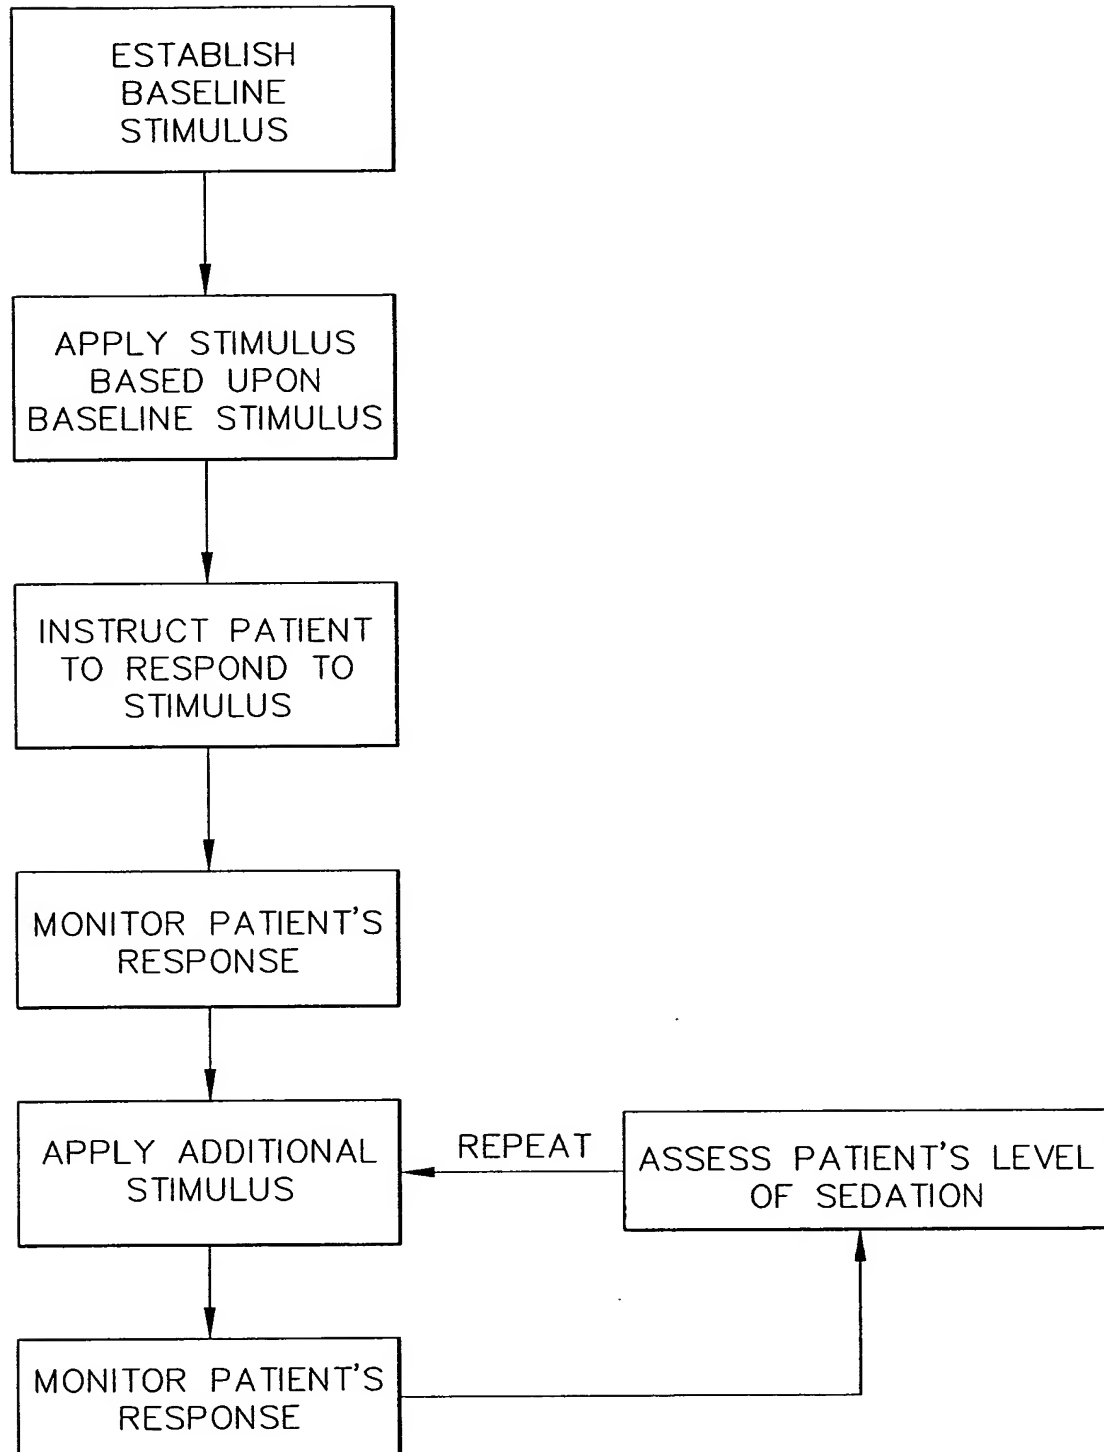 ESTABLISH
BASELINE
STIMULUS
APPLY STIMULUS
BASED UPON
BASELINE STIMULUS
INSTRUCT PATIENT
TO RESPOND TO
STIMULUS
MONITOR PATIENT'S
RESPONSE
APPLY ADDITIONAL
STIMULUS
REPEAT
ASSESS PATIENT'S LEVEL
OF SEDATION
MONITOR PATIENT'S
RESPONSE